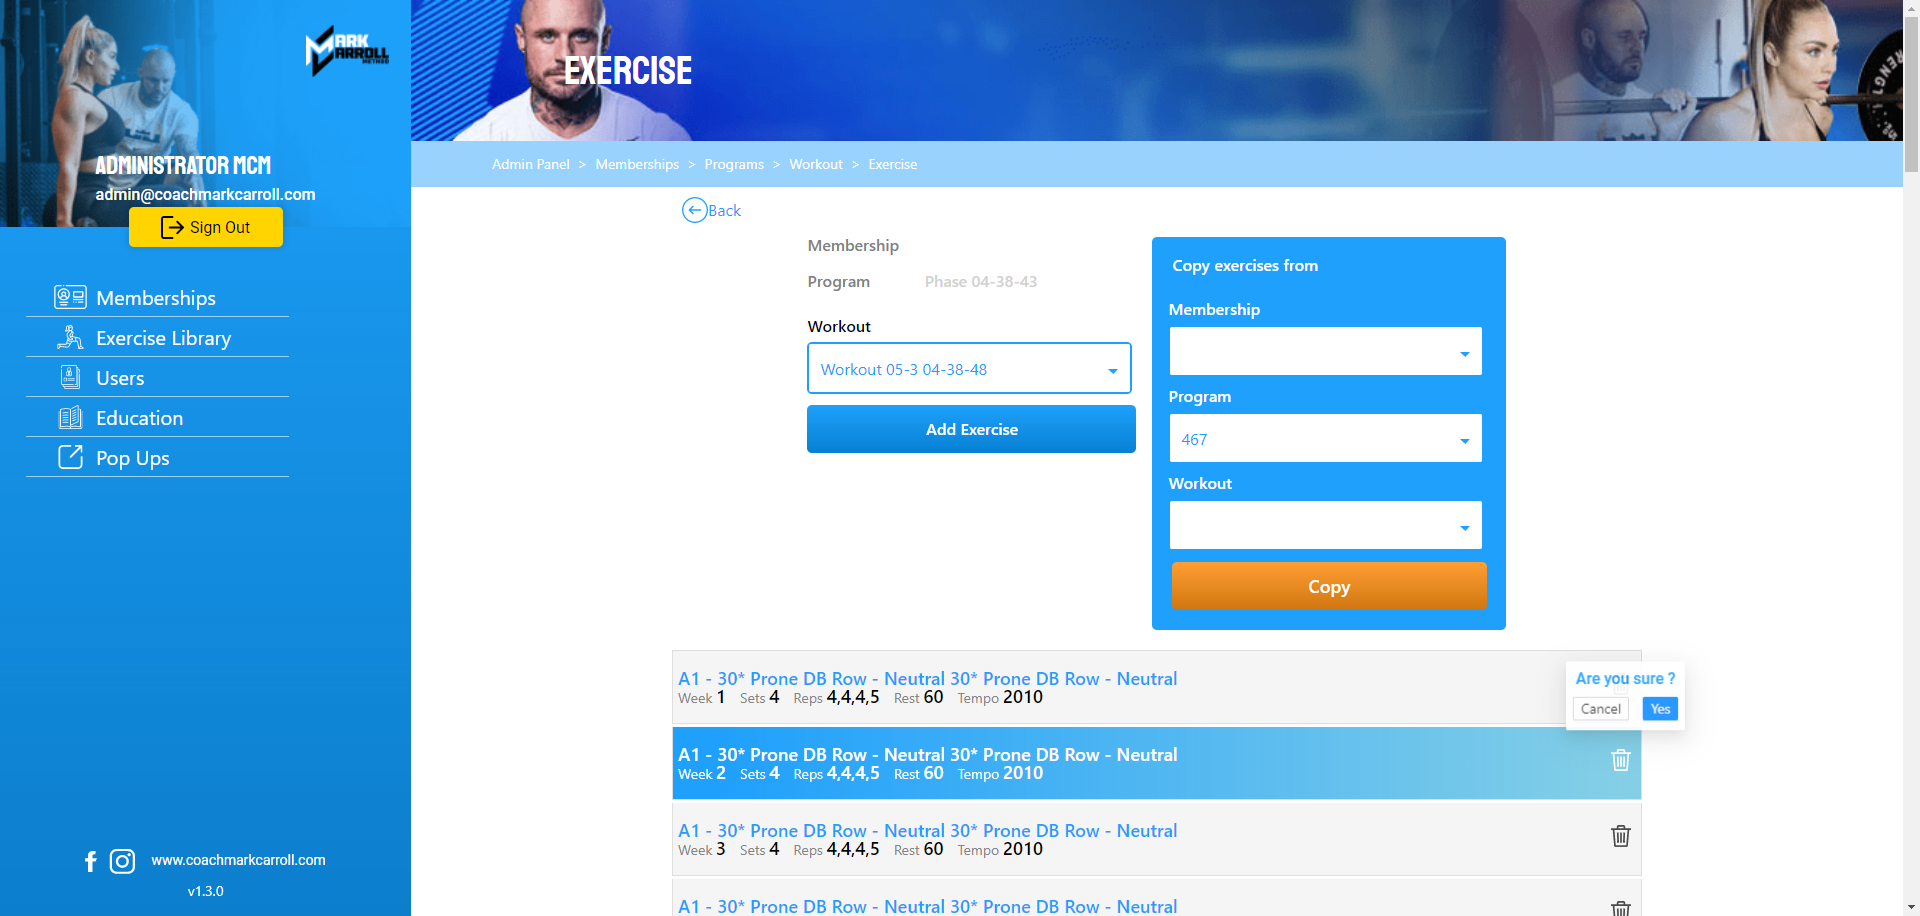 MARK
CARROLL
METHOD
ADMINISTRATOR MCM
admin@coachmarkcarroll.com
Sign Out
Memberships
Exercise Library
Users
Education
Pop Ups
www.coachmarkcarroll.com
v1.3.0
EXERCISE
Admin Panel > Memberships > Programs > Workout > Exercise
Back
Membership
Program Phase 04-38-43
Workout
Workout 05-3 04-38-48
Add Exercise
Copy exercises from
Membership
Program
467
Workout
Copy
A1 - 30* Prone DB Row - Neutral 30* Prone DB Row - Neutral
Week 1 Sets 4 Reps 4,4,4,5 Rest 60 Tempo 2010
Are you sure ?
Cancel Yes
A1 - 30* Prone DB Row - Neutral 30* Prone DB Row - Neutral
Week 2 Sets 4 Reps 4,4,4,5 Rest 60 Tempo 2010
A1 - 30* Prone DB Row - Neutral 30* Prone DB Row - Neutral
Week 3 Sets 4 Reps 4,4,4,5 Rest 60 Tempo 2010
A1 - 30* Prone DB Row - Neutral 30* Prone DB Row - Neutral